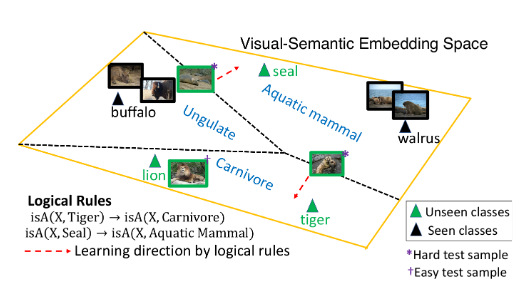 Visual-Semantic Embedding Space
*
seal
Aquatic mammal
buffalo
Ungulate
walrus
†
*
lion
Carnivore
tiger
Logical Rules
isA(X, Tiger) → isA(X, Carnivore)
isA(X, Seal) → isA(X, Aquatic Mammal)
Learning direction by logical rules
Unseen classes
Seen classes
*Hard test sample
†Easy test sample